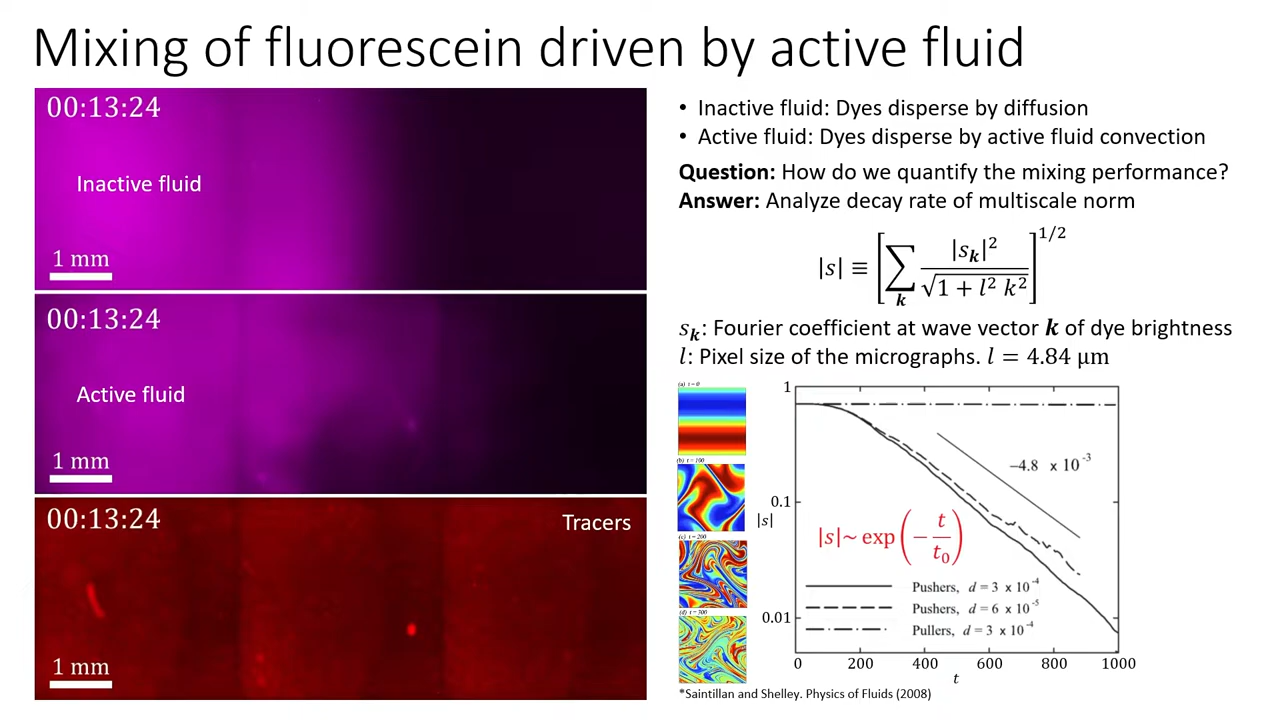 Mixing of fluorescein driven by active fluid
00:13:24
Inactive fluid
1 mm
00:13:24
Active fluid
1 mm
00:13:24
Tracers
1 mm
• Inactive fluid: Dyes disperse by diffusion
• Active fluid: Dyes disperse by active fluid convection
Question: How do we quantify the mixing performance?
Answer: Analyze decay rate of multiscale norm
|s| ≡ [∑_k |s_k|² / √(1 + l² k²)]^{1/2}
s_k: Fourier coefficient at wave vector k of dye brightness
l: Pixel size of the micrographs. l = 4.84 μm
(a) t=0
(b) t=100
(c) t=200
(d) t=300
1
0.1
|s|
0.01
−4.8 x 10⁻³
|s|~ exp(−t/t₀)
Pushers, d = 3 x 10⁻⁴
Pushers, d = 6 x 10⁻⁵
Pullers, d = 3 x 10⁻⁴
0 200 400 600 800 1000
t
*Saintillan and Shelley. Physics of Fluids (2008)